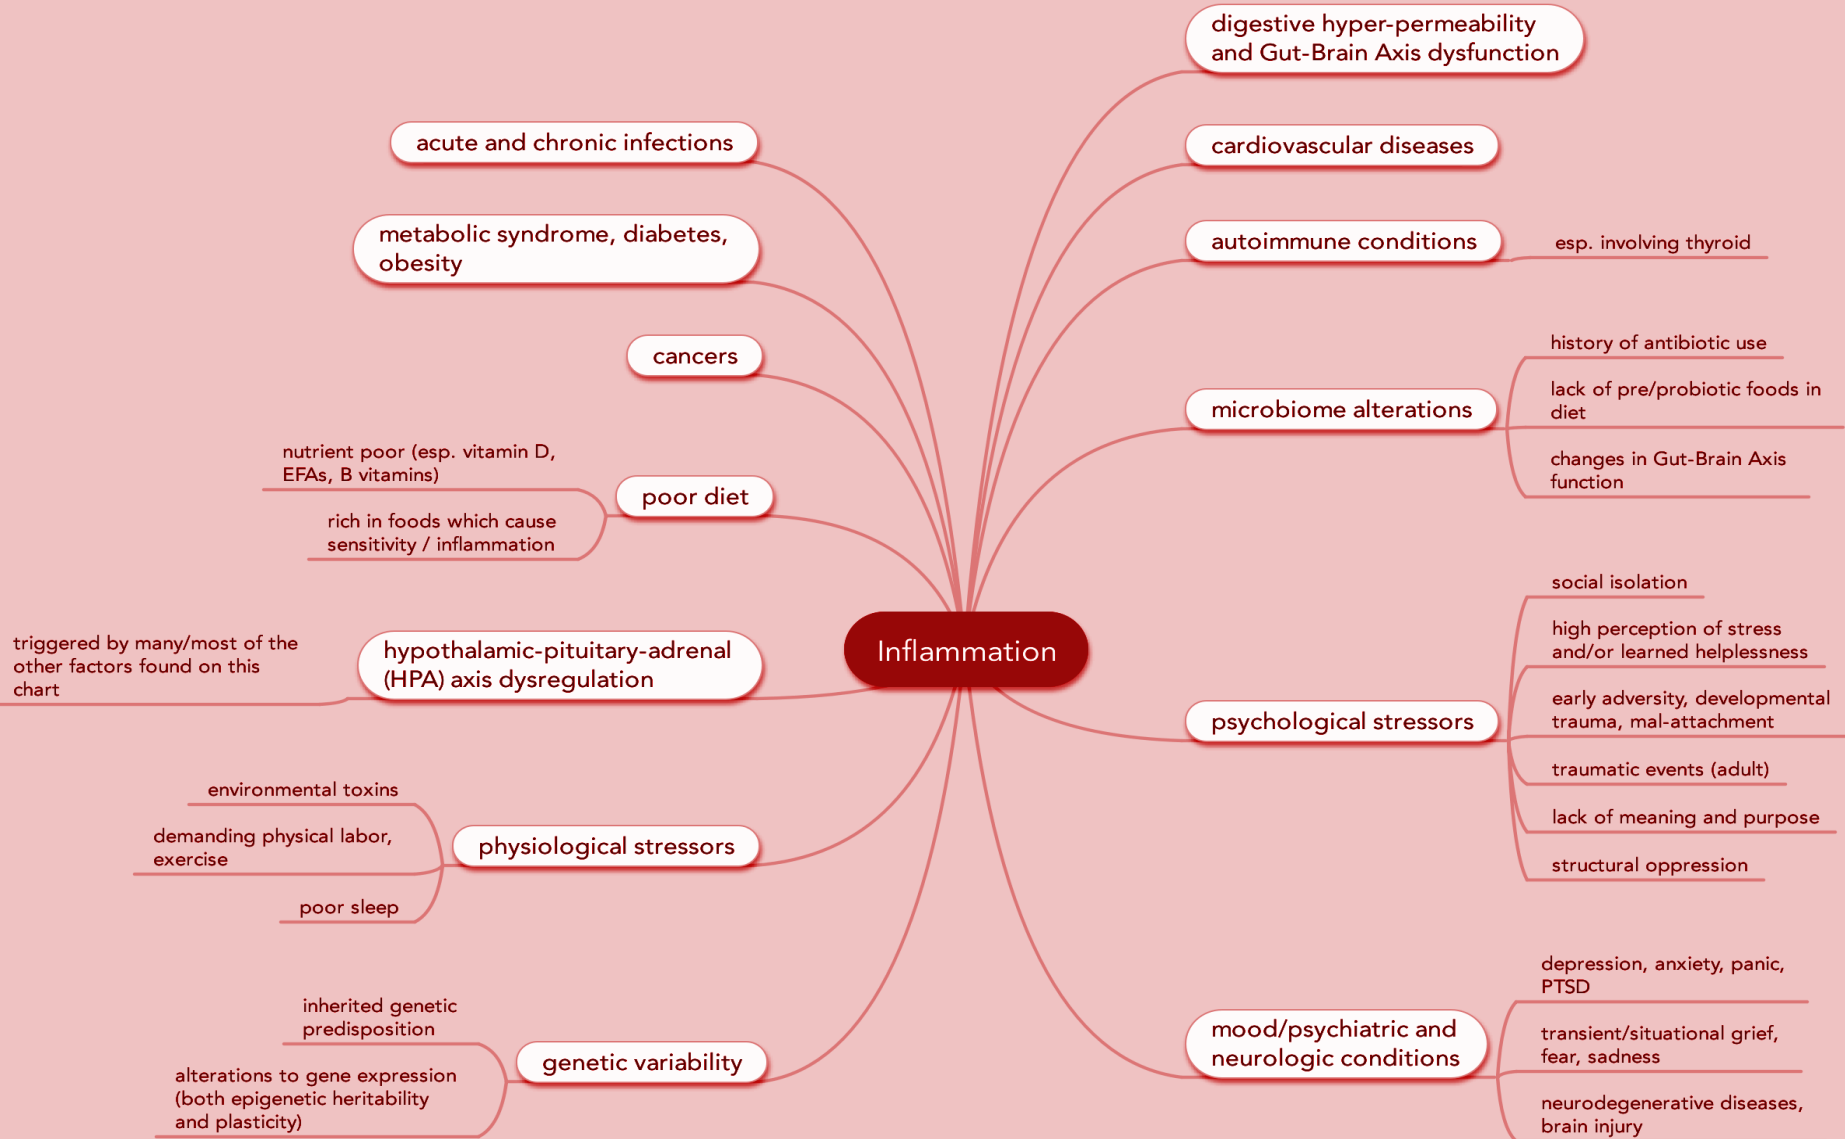 digestive hyper-permeability
and Gut-Brain Axis dysfunction
acute and chronic infections
cardiovascular diseases
metabolic syndrome, diabetes,
obesity
autoimmune conditions
esp. involving thyroid
cancers
microbiome alterations
history of antibiotic use
lack of pre/probiotic foods in
diet
changes in Gut-Brain Axis
function
nutrient poor (esp. vitamin D,
EFAs, B vitamins)
rich in foods which cause
sensitivity / inflammation
poor diet
Inflammation
triggered by many/most of the
other factors found on this
chart
hypothalamic-pituitary-adrenal
(HPA) axis dysregulation
psychological stressors
social isolation
high perception of stress
and/or learned helplessness
early adversity, developmental
trauma, mal-attachment
traumatic events (adult)
lack of meaning and purpose
structural oppression
environmental toxins
demanding physical labor,
exercise
poor sleep
physiological stressors
inherited genetic
predisposition
alterations to gene expression
(both epigenetic heritability
and plasticity)
genetic variability
mood/psychiatric and
neurologic conditions
depression, anxiety, panic,
PTSD
transient/situational grief,
fear, sadness
neurodegenerative diseases,
brain injury